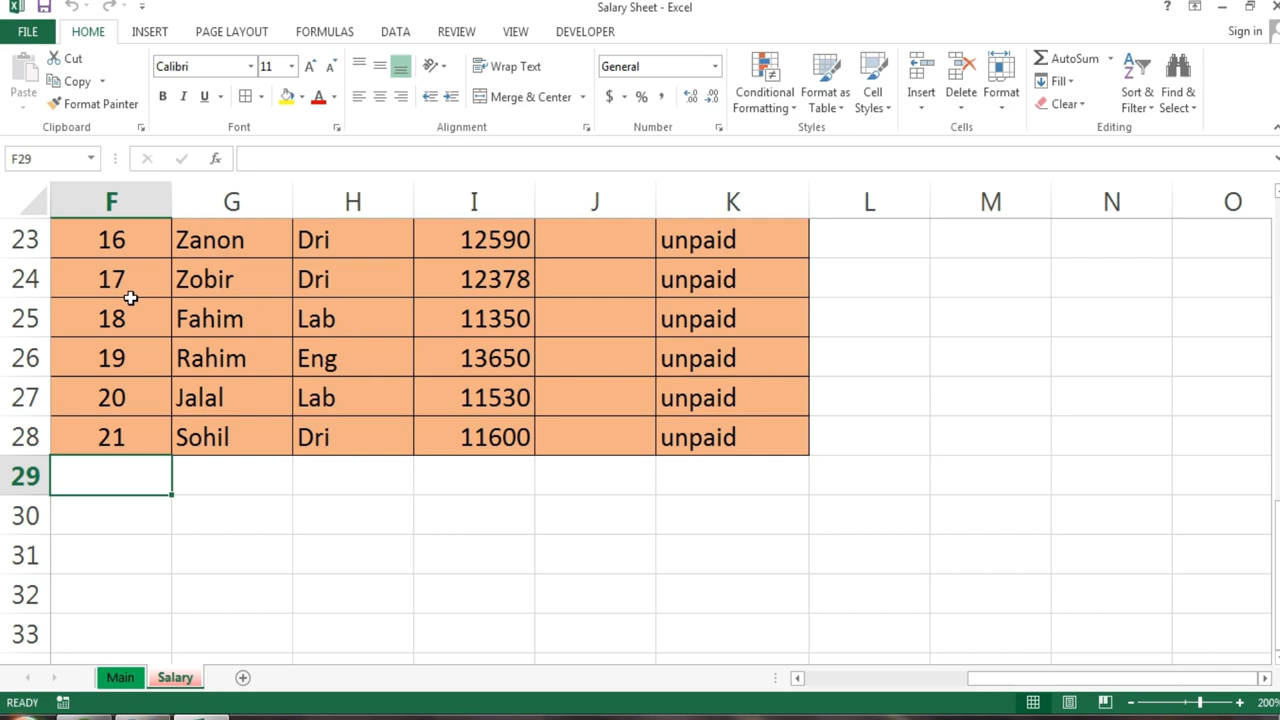 Salary Sheet - Excel
?
FILE HOME INSERT PAGE LAYOUT FORMULAS DATA REVIEW VIEW DEVELOPER Sign in
Cut
Copy
Format Painter
Paste
Clipboard
Calibri 11
B I U
Font
Wrap Text
Merge & Center
Alignment
General
$ % ,
Number
Conditional Formatting
Format as Table
Cell Styles
Styles
Insert Delete Format
Cells
AutoSum
Fill
Clear
Sort & Filter
Find & Select
Editing
F29 fx
F G H I J K L M N O
23 16 Zanon Dri 12590 unpaid
24 17 Zobir Dri 12378 unpaid
25 18 Fahim Lab 11350 unpaid
26 19 Rahim Eng 13650 unpaid
27 20 Jalal Lab 11530 unpaid
28 21 Sohil Dri 11600 unpaid
29
30
31
32
33
Main Salary
READY 200%